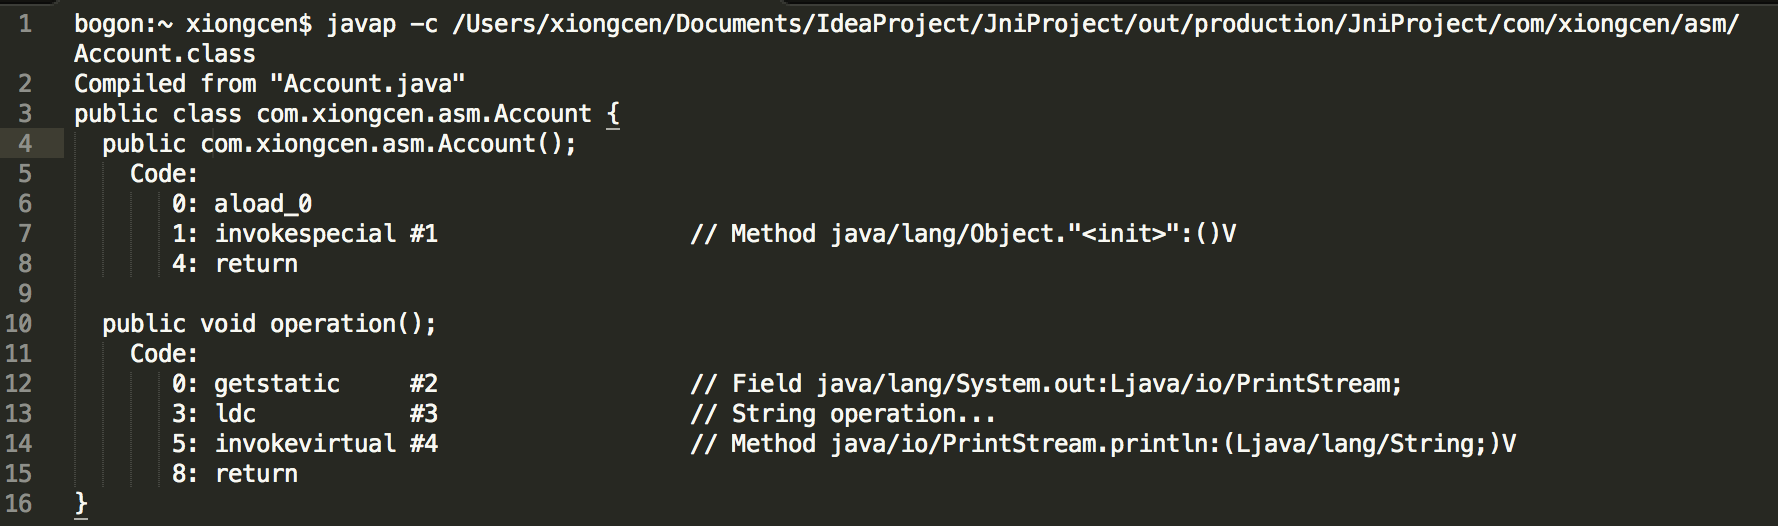 1 bogon:~ xiongcen$ javap -c /Users/xiongcen/Documents/IdeaProject/JniProject/out/production/JniProject/com/xiongcen/asm/
Account.class
2 Compiled from "Account.java"
3 public class com.xiongcen.asm.Account {
4   public com.xiongcen.asm.Account();
5     Code:
6        0: aload_0
7        1: invokespecial #1                  // Method java/lang/Object."<init>":()V
8        4: return
9
10   public void operation();
11     Code:
12        0: getstatic     #2                  // Field java/lang/System.out:Ljava/io/PrintStream;
13        3: ldc           #3                  // String operation...
14        5: invokevirtual #4                  // Method java/io/PrintStream.println:(Ljava/lang/String;)V
15        8: return
16 }